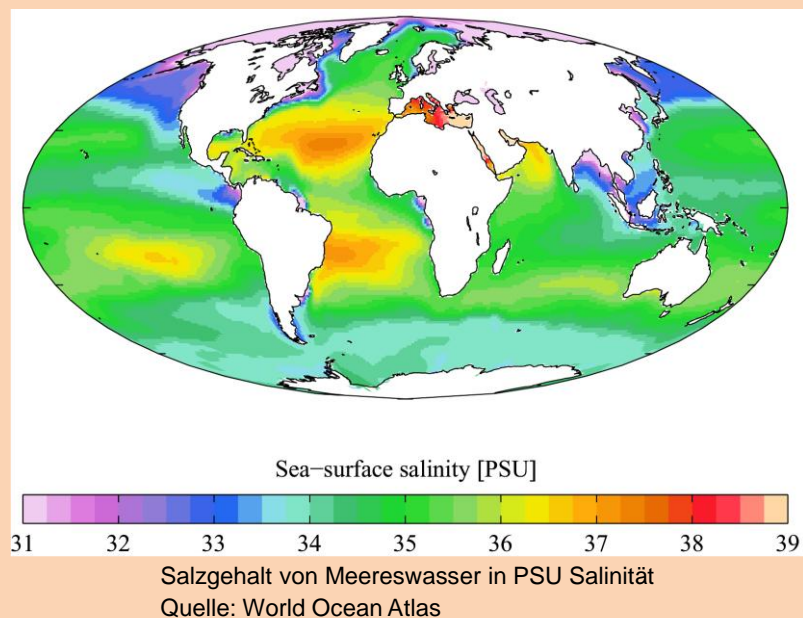 Sea-surface salinity [PSU]
31 32 33 34 35 36 37 38 39
Salzgehalt von Meereswasser in PSU Salinität
Quelle: World Ocean Atlas